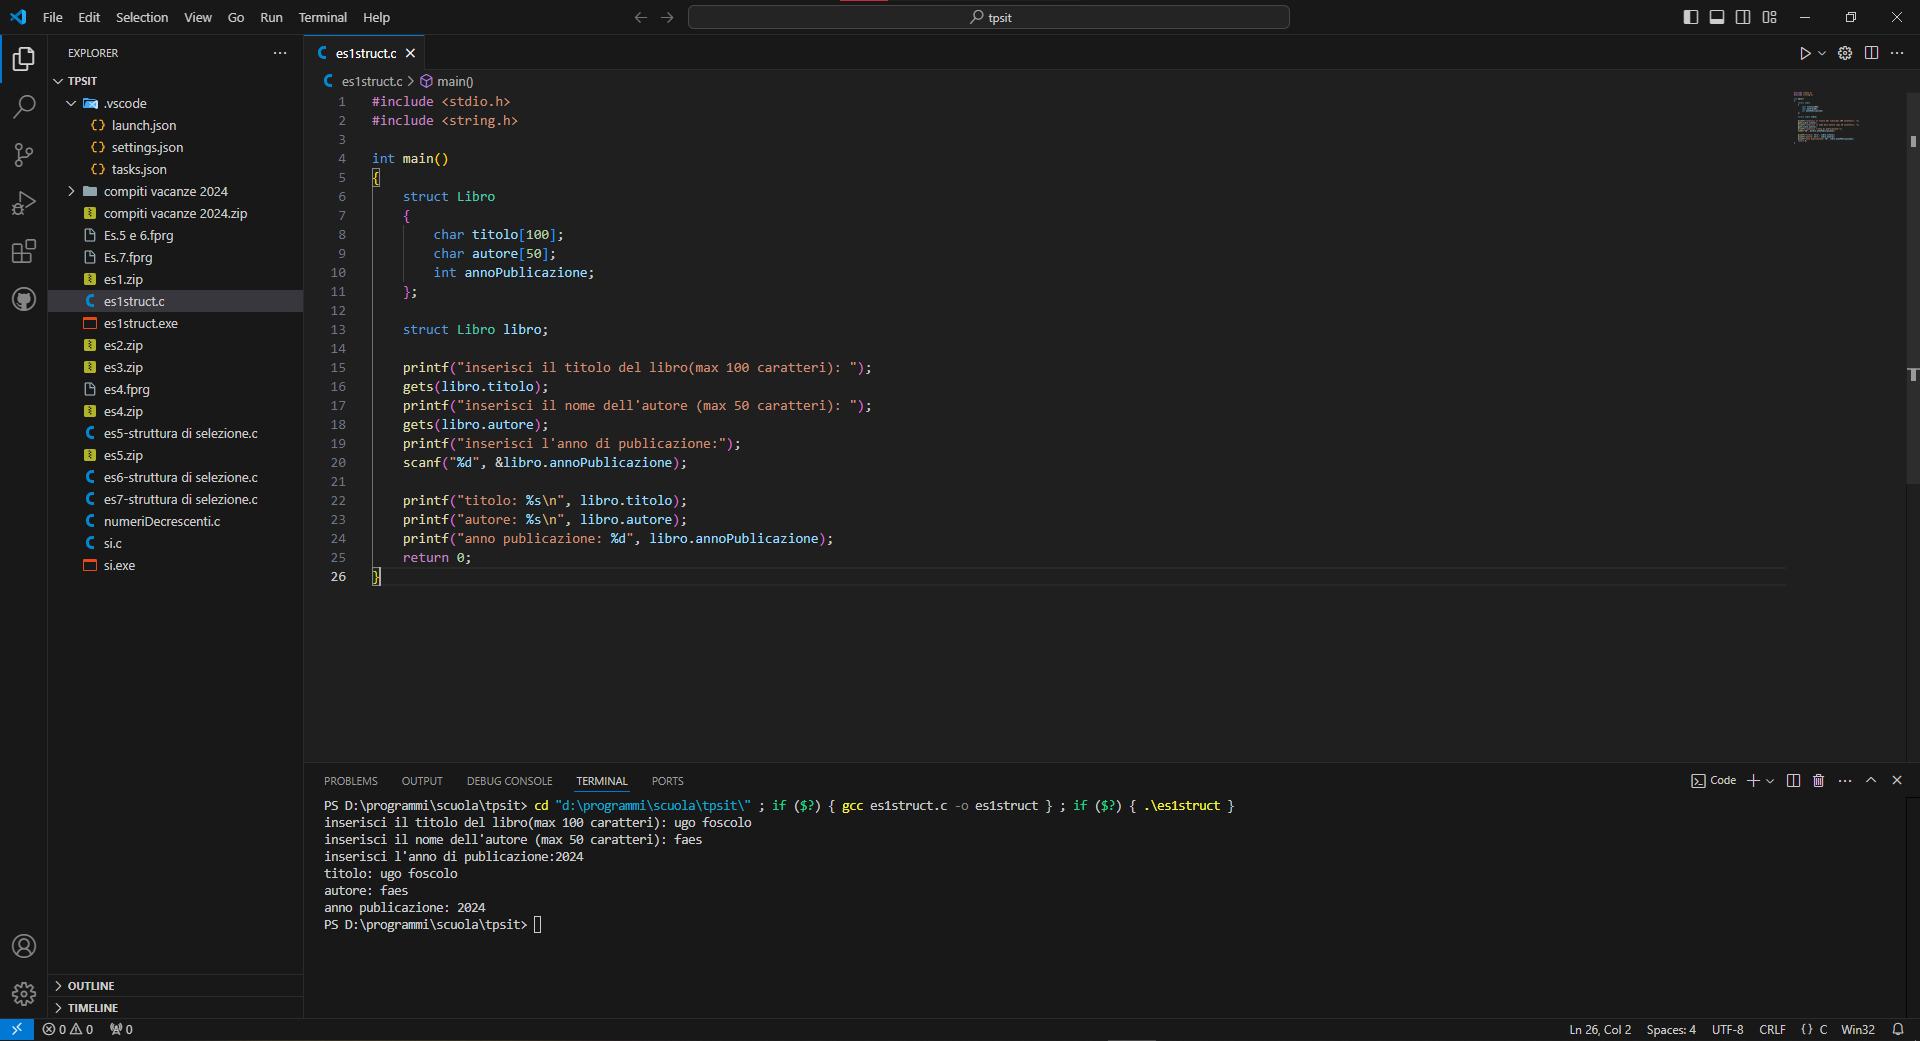 File Edit Selection View Go Run Terminal Help
tpsit
EXPLORER
TPSIT
.vscode
launch.json
settings.json
tasks.json
compiti vacanze 2024
compiti vacanze 2024.zip
Es.5 e 6.fprg
Es.7.fprg
es1.zip
es1struct.c
es1struct.exe
es2.zip
es3.zip
es4.fprg
es4.zip
es5-struttura di selezione.c
es5.zip
es6-struttura di selezione.c
es7-struttura di selezione.c
numeriDecrescenti.c
si.c
si.exe
OUTLINE
TIMELINE
es1struct.c
es1struct.c > main()
1 #include <stdio.h>
2 #include <string.h>
3
4 int main()
5 {
6 struct Libro
7 {
8 char titolo[100];
9 char autore[50];
10 int annoPublicazione;
11 };
12
13 struct Libro libro;
14
15 printf("inserisci il titolo del libro(max 100 caratteri): ");
16 gets(libro.titolo);
17 printf("inserisci il nome dell'autore (max 50 caratteri): ");
18 gets(libro.autore);
19 printf("inserisci l'anno di publicazione:");
20 scanf("%d", &libro.annoPublicazione);
21
22 printf("titolo: %s\n", libro.titolo);
23 printf("autore: %s\n", libro.autore);
24 printf("anno publicazione: %d", libro.annoPublicazione);
25 return 0;
26 }
PROBLEMS OUTPUT DEBUG CONSOLE TERMINAL PORTS
Code
PS D:\programmi\scuola\tpsit> cd "d:\programmi\scuola\tpsit\" ; if ($?) { gcc es1struct.c -o es1struct } ; if ($?) { .\es1struct }
inserisci il titolo del libro(max 100 caratteri): ugo foscolo
inserisci il nome dell'autore (max 50 caratteri): faes
inserisci l'anno di publicazione:2024
titolo: ugo foscolo
autore: faes
anno publicazione: 2024
PS D:\programmi\scuola\tpsit>
0 0 0
Ln 26, Col 2 Spaces: 4 UTF-8 CRLF {} C Win32